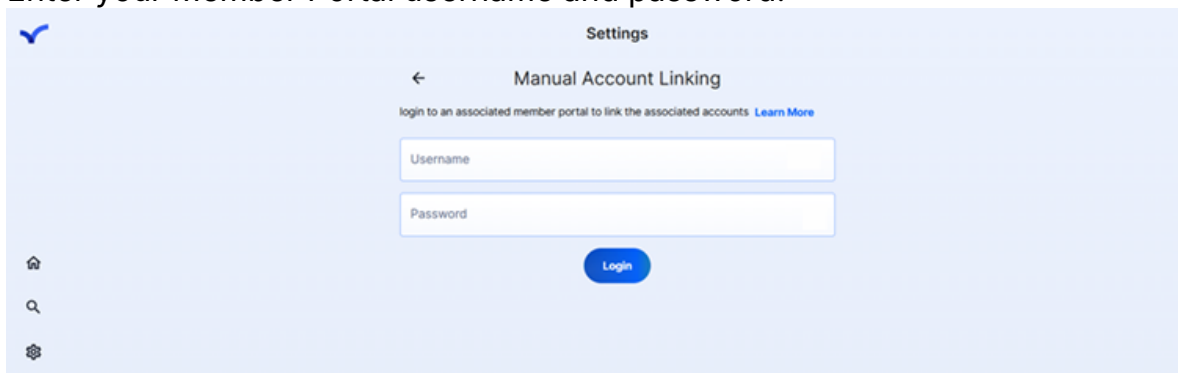 Enter your Member Portal username and password.
Settings
Manual Account Linking
login to an associated member portal to link the associated accounts Learn More
Username
Password
Login